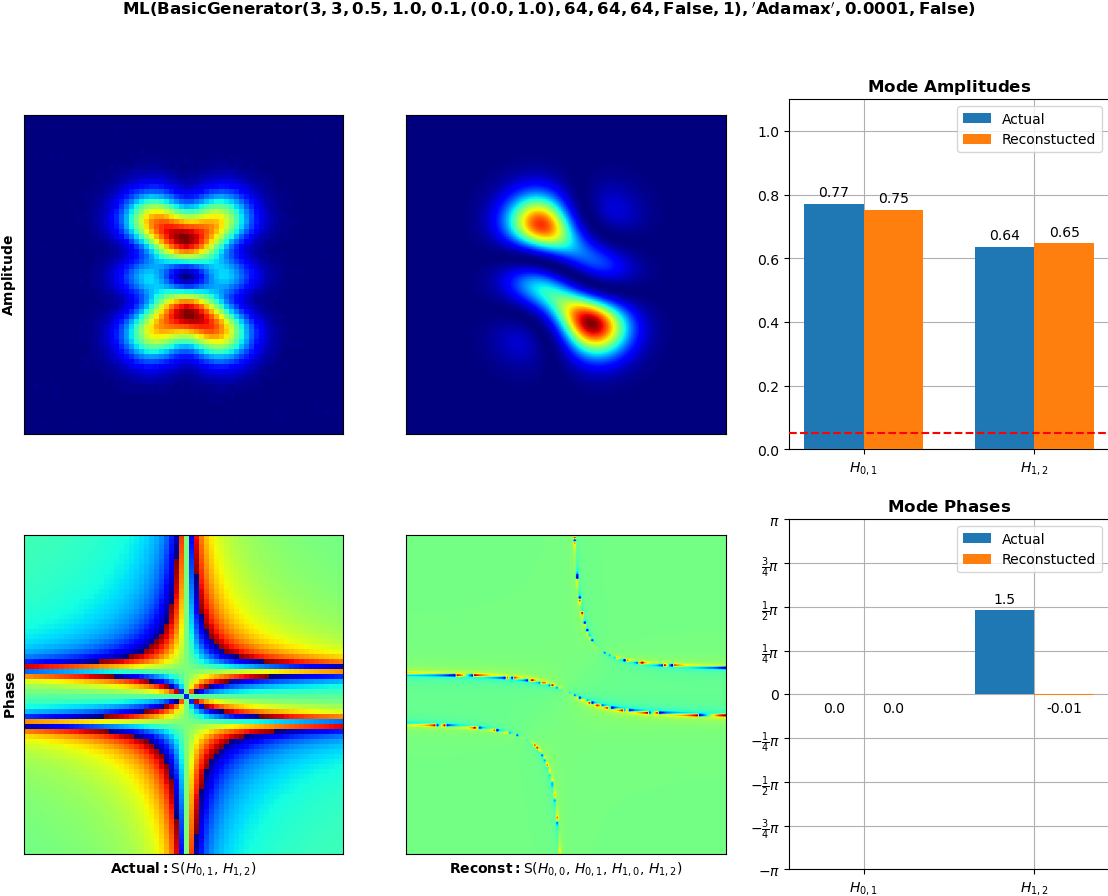 ML(BasicGenerator(3, 3, 0.5, 1.0, 0.1, (0.0, 1.0), 64, 64, 64, False, 1), ′Adamax′, 0.0001, False)
Amplitude
Mode Amplitudes
Actual
Reconstucted
1.0
0.8
0.6
0.4
0.2
0.0
0.77
0.75
0.64
0.65
H₀,₁
H₁,₂
Phase
Actual: S(H₀,₁, H₁,₂)
Reconst: S(H₀,₀, H₀,₁, H₁,₀, H₁,₂)
Mode Phases
Actual
Reconstucted
π
3/4π
1/2π
1/4π
0
−1/4π
−1/2π
−3/4π
−π
0.0
0.0
1.5
-0.01
H₀,₁
H₁,₂